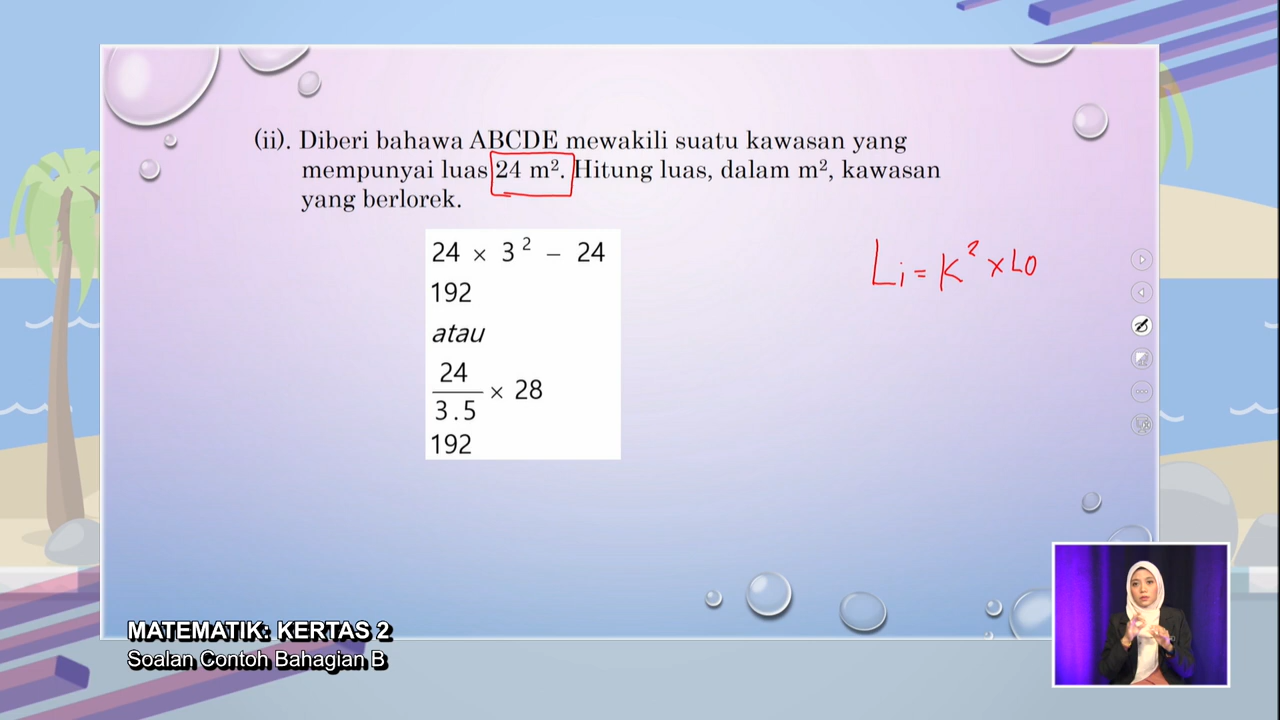 (ii). Diberi bahawa ABCDE mewakili suatu kawasan yang
mempunyai luas 24 m². Hitung luas, dalam m², kawasan
yang berlorek.
24 × 3² − 24
192
atau
24
3.5 × 28
192
Li = K² × LO
MATEMATIK: KERTAS 2
Soalan Contoh Bahagian B